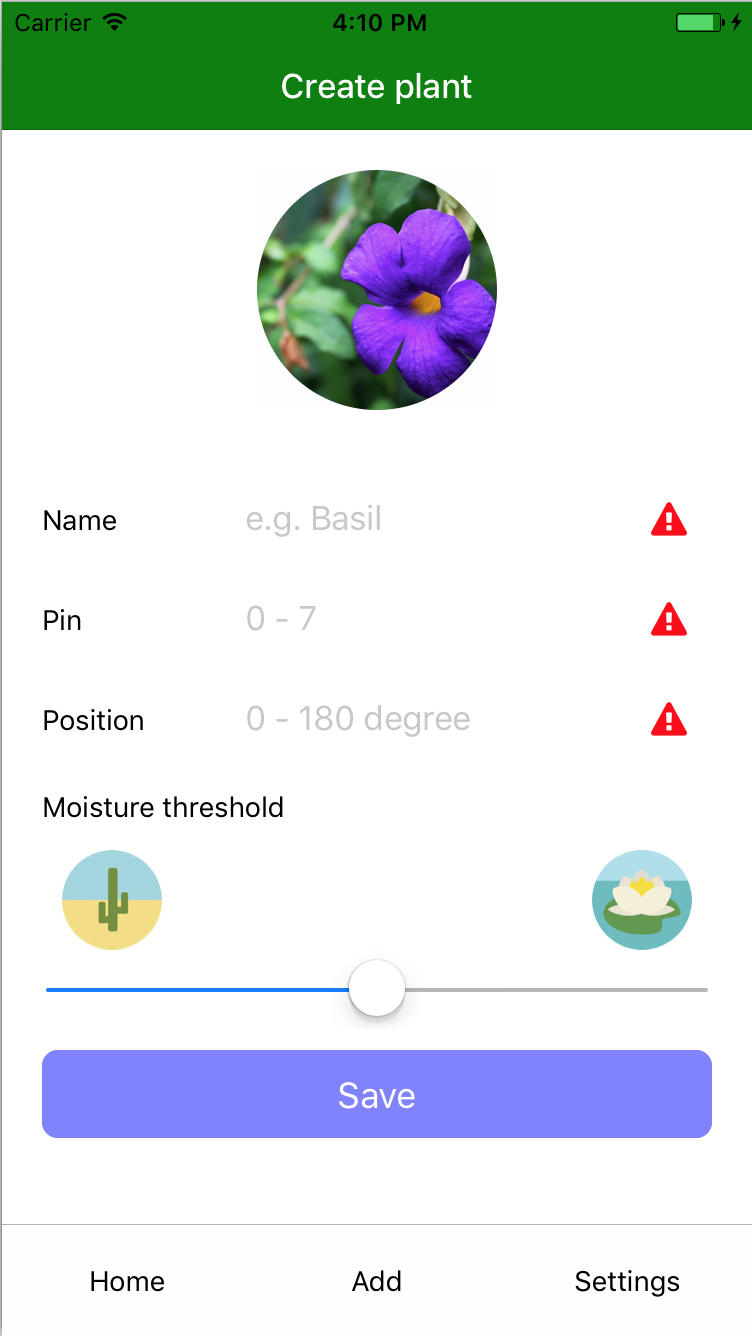 Carrier 4:10 PM
Create plant
Name e.g. Basil
Pin 0 - 7
Position 0 - 180 degree
Moisture threshold
Save
Home Add Settings